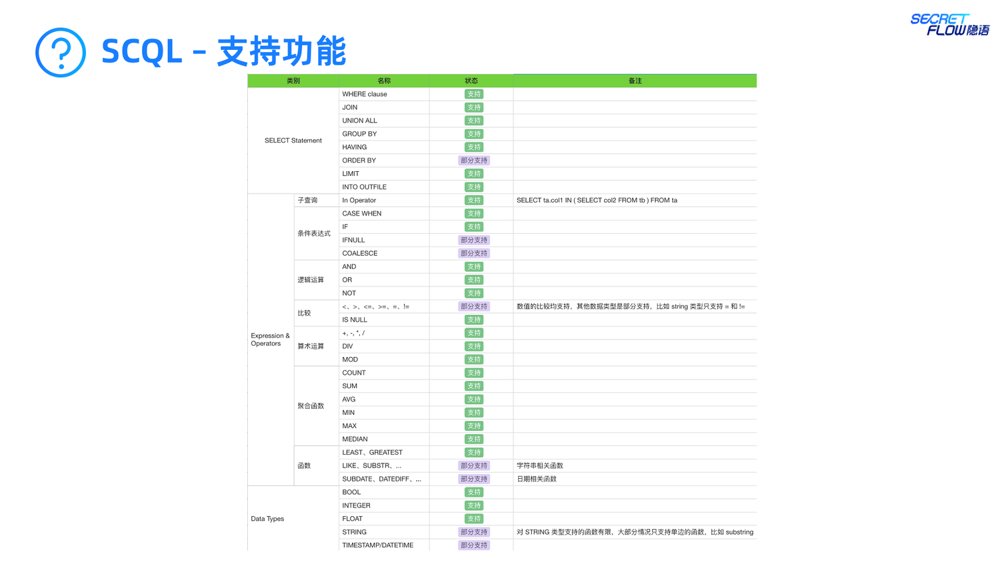 SECRET
FLOW隐语
SCQL – 支持功能
类别 名称 状态 备注
SELECT Statement
WHERE clause 支持
JOIN 支持
UNION ALL 支持
GROUP BY 支持
HAVING 支持
ORDER BY 部分支持
LIMIT 支持
INTO OUTFILE 支持
Expression &
Operators
子查询
In Operator 支持 SELECT ta.col1 IN ( SELECT col2 FROM tb ) FROM ta
条件表达式
CASE WHEN 支持
IF 支持
IFNULL 部分支持
COALESCE 部分支持
逻辑运算
AND 支持
OR 支持
NOT 支持
比较
<、>、<=、>=、=、!= 部分支持 数值的比较均支持，其他数据类型是部分支持，比如 string 类型只支持 = 和 !=
IS NULL 支持
算术运算
+, -, *, / 支持
DIV 支持
MOD 支持
聚合函数
COUNT 支持
SUM 支持
AVG 支持
MIN 支持
MAX 支持
MEDIAN 支持
函数
LEAST、GREATEST 支持
LIKE、SUBSTR、... 部分支持 字符串相关函数
SUBDATE、DATEDIFF、... 部分支持 日期相关函数
Data Types
BOOL 支持
INTEGER 支持
FLOAT 支持
STRING 部分支持 对 STRING 类型支持的函数有限，大部分情况只支持单边的函数，比如 substring
TIMESTAMP/DATETIME 部分支持